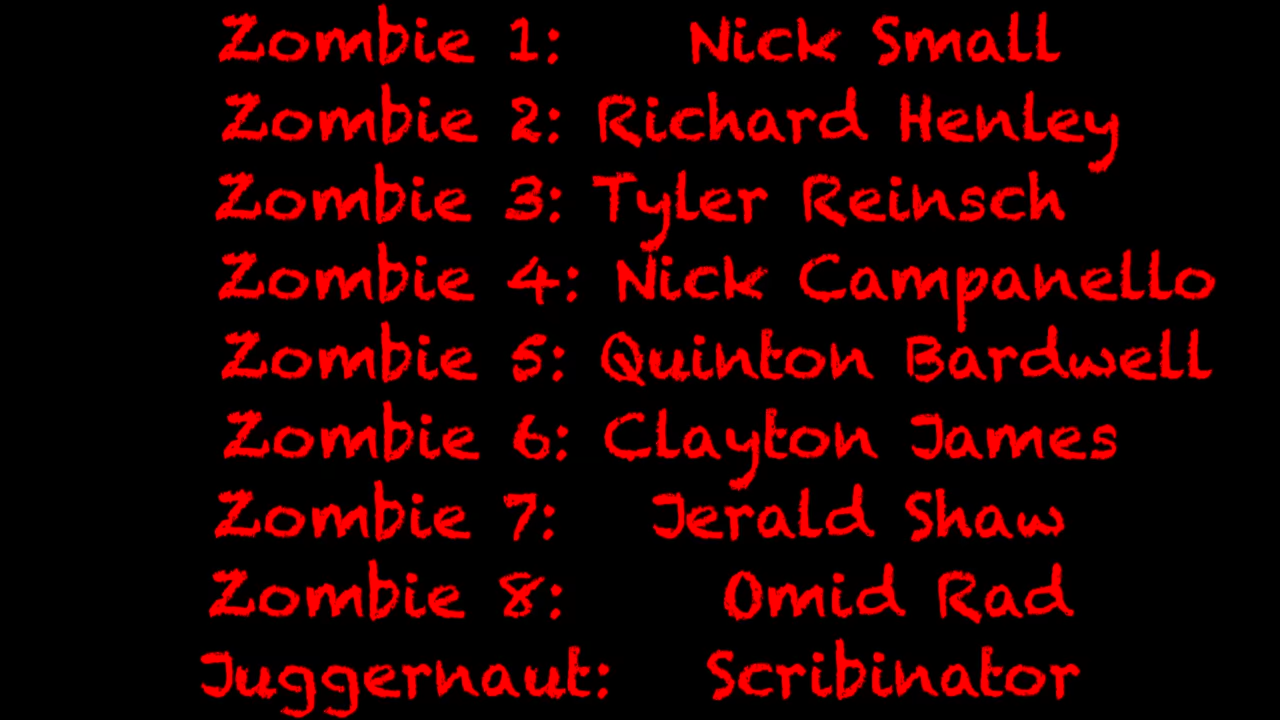 Zombie 1: Nick Small
Zombie 2: Richard Henley
Zombie 3: Tyler Reinsch
Zombie 4: Nick Campanello
Zombie 5: Quinton Bardwell
Zombie 6: Clayton James
Zombie 7: Jerald Shaw
Zombie 8: Omid Rad
Juggernaut: Scribinator